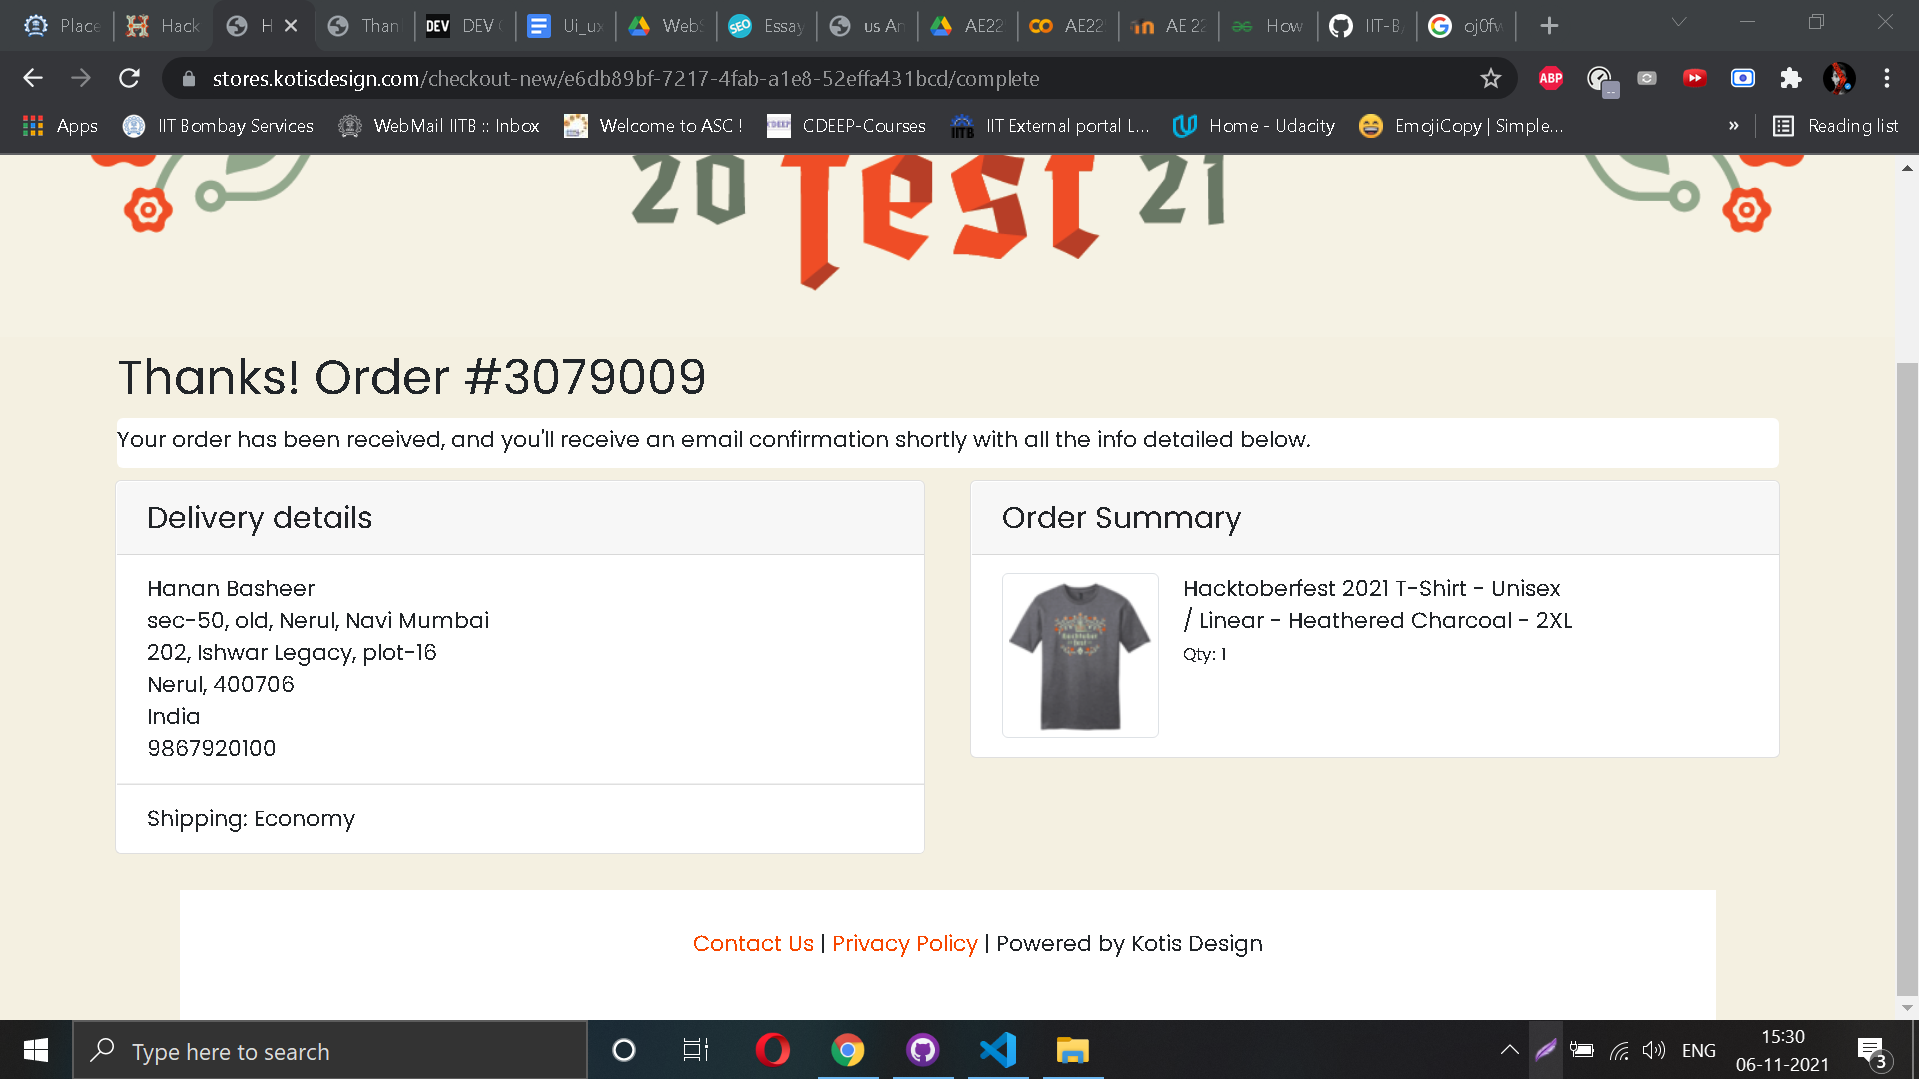 Place
Hack
H
Than
DEV
DEV
Ui_ux
Web
SEO
Essay
us An
AE22
CO
AE22
AE 22
How
IIT-B
oj0fw
stores.kotisdesign.com/checkout-new/e6db89bf-7217-4fab-a1e8-52effa431bcd/complete
ABP
Apps
IIT Bombay Services
WebMail IITB :: Inbox
Welcome to ASC !
CDEEP
CDEEP-Courses
IITB
IIT External portal L...
Home - Udacity
EmojiCopy | Simple...
»
Reading list
20 fest 21
Thanks! Order #3079009
Your order has been received, and you'll receive an email confirmation shortly with all the info detailed below.
Delivery details
Hanan Basheer
sec-50, old, Nerul, Navi Mumbai
202, Ishwar Legacy, plot-16
Nerul, 400706
India
9867920100
Shipping: Economy
Order Summary
Hacktoberfest 2021 T-Shirt - Unisex
/ Linear - Heathered Charcoal - 2XL
Qty: 1
Contact Us | Privacy Policy | Powered by Kotis Design
Type here to search
ENG
15:30
06-11-2021
3